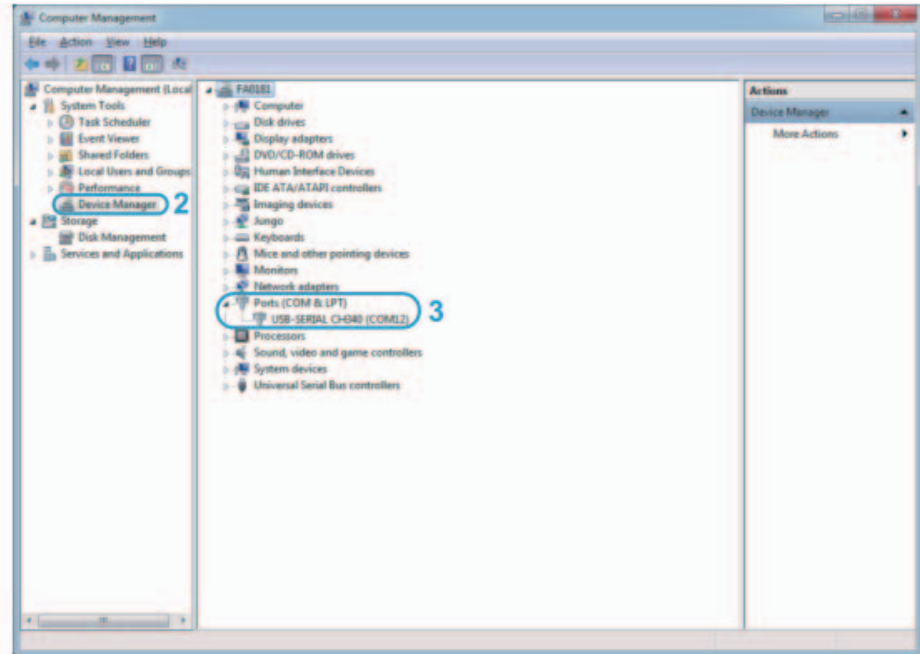 Computer Management
File Action View Help
Computer Management (Local
System Tools
Task Scheduler
Event Viewer
Shared Folders
Local Users and Groups
Performance
Device Manager 2
Storage
Disk Management
Services and Applications
FA0181
Computer
Disk drives
Display adapters
DVD/CD-ROM drives
Human Interface Devices
IDE ATA/ATAPI controllers
Imaging devices
Jungo
Keyboards
Mice and other pointing devices
Monitors
Network adapters
Ports (COM & LPT)
USB-SERIAL CH340 (COM12) 3
Processors
Sound, video and game controllers
System devices
Universal Serial Bus controllers
Actions
Device Manager
More Actions